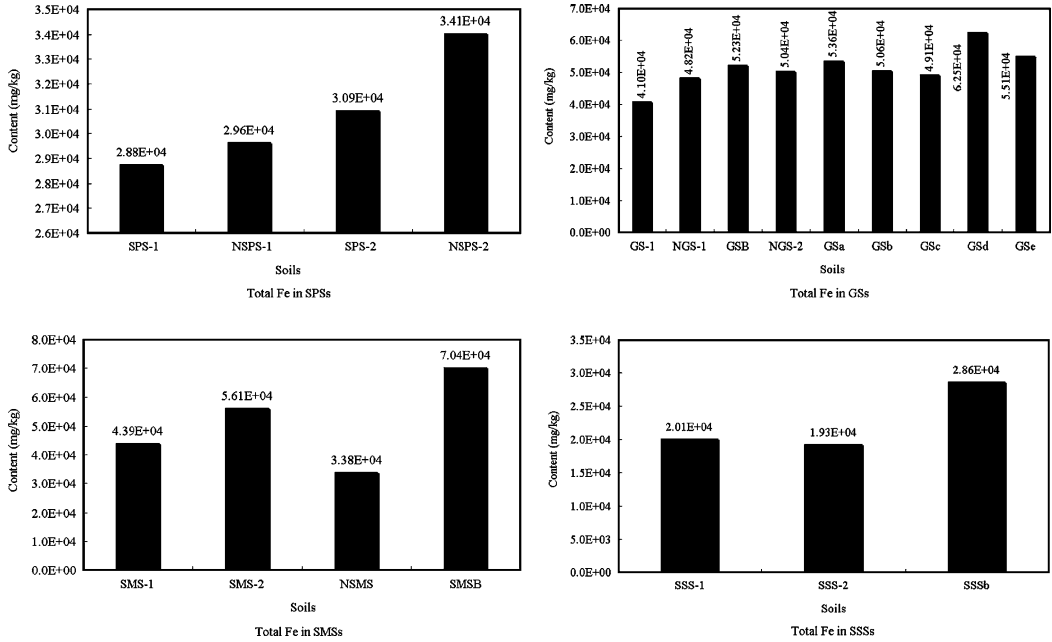 3.5E+04
3.4E+04
3.3E+04
3.2E+04
3.1E+04
3.0E+04
2.9E+04
2.8E+04
2.7E+04
2.6E+04
Content (mg/kg)
2.88E+04
2.96E+04
3.09E+04
3.41E+04
SPS-1 NSPS-1 SPS-2 NSPS-2
Soils
Total Fe in SPSs
7.0E+04
6.0E+04
5.0E+04
4.0E+04
3.0E+04
2.0E+04
1.0E+04
0.0E+00
Content (mg/kg)
4.10E+04
4.82E+04
5.23E+04
5.04E+04
5.36E+04
5.06E+04
4.91E+04
6.25E+04
5.51E+04
GS-1 NGS-1 GSB NGS-2 GSa GSb GSc GSd GSe
Soils
Total Fe in GSs
8.0E+04
7.0E+04
6.0E+04
5.0E+04
4.0E+04
3.0E+04
2.0E+04
1.0E+04
0.0E+00
Content (mg/kg)
4.39E+04
5.61E+04
3.38E+04
7.04E+04
SMS-1 SMS-2 NSMS SMSB
Soils
Total Fe in SMSs
3.5E+04
3.0E+04
2.5E+04
2.0E+04
1.5E+04
1.0E+04
5.0E+03
0.0E+00
Content (mg/kg)
2.01E+04
1.93E+04
2.86E+04
SSS-1 SSS-2 SSSb
Soils
Total Fe in SSSs